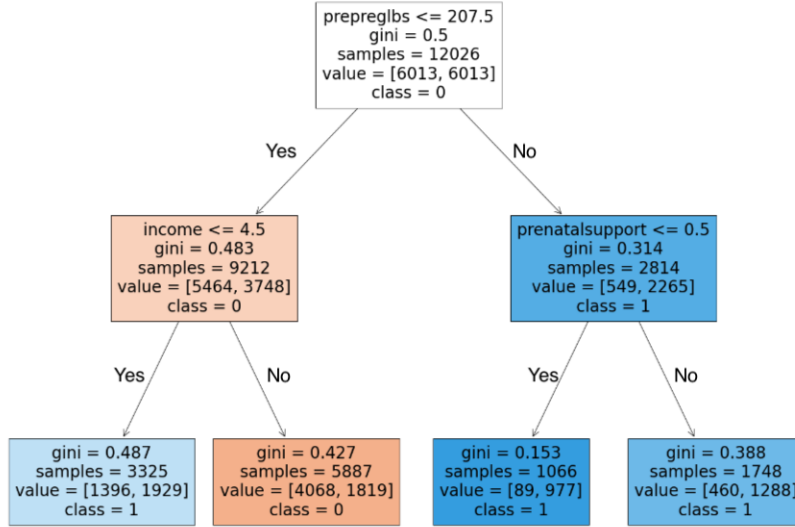 prepreglbs <= 207.5
gini = 0.5
samples = 12026
value = [6013, 6013]
class = 0
Yes
No
income <= 4.5
gini = 0.483
samples = 9212
value = [5464, 3748]
class = 0
prenatalsupport <= 0.5
gini = 0.314
samples = 2814
value = [549, 2265]
class = 1
Yes
No
Yes
No
gini = 0.487
samples = 3325
value = [1396, 1929]
class = 1
gini = 0.427
samples = 5887
value = [4068, 1819]
class = 0
gini = 0.153
samples = 1066
value = [89, 977]
class = 1
gini = 0.388
samples = 1748
value = [460, 1288]
class = 1